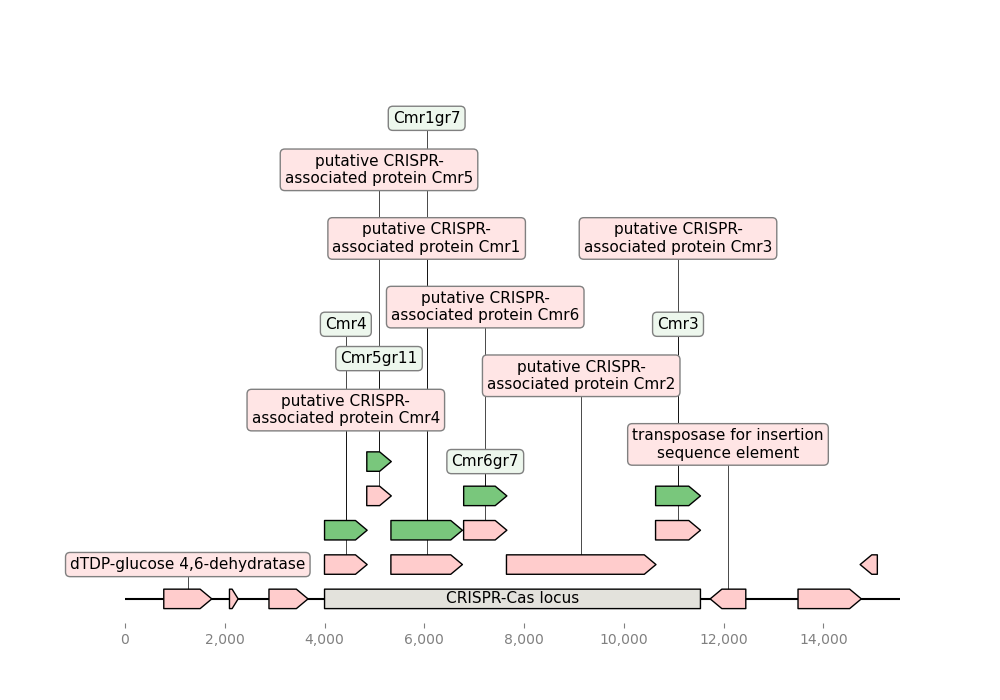 Cmr1gr7
putative CRISPR-
associated protein Cmr5
putative CRISPR-
associated protein Cmr1
putative CRISPR-
associated protein Cmr3
putative CRISPR-
associated protein Cmr6
Cmr4
Cmr3
Cmr5gr11
putative CRISPR-
associated protein Cmr2
putative CRISPR-
associated protein Cmr4
transposase for insertion
sequence element
Cmr6gr7
dTDP-glucose 4,6-dehydratase
CRISPR-Cas locus
0 2,000 4,000 6,000 8,000 10,000 12,000 14,000